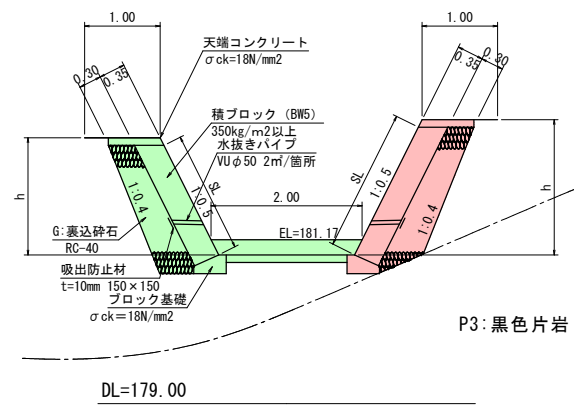 1.00
1.00
天端コンクリート
σck=18N/mm2
0.30
0.35
0.35
0.30
積ブロック (BW5)
350kg/m2以上
水抜きパイプ
VUφ50 2㎡/箇所
h
1:0.4
SL
1:0.5
2.00
SL
1:0.5
1:0.4
h
EL=181.17
G:裏込砕石
RC-40
吸出防止材
t=10mm 150×150
ブロック基礎
σck=18N/mm2
P3:黒色片岩
DL=179.00